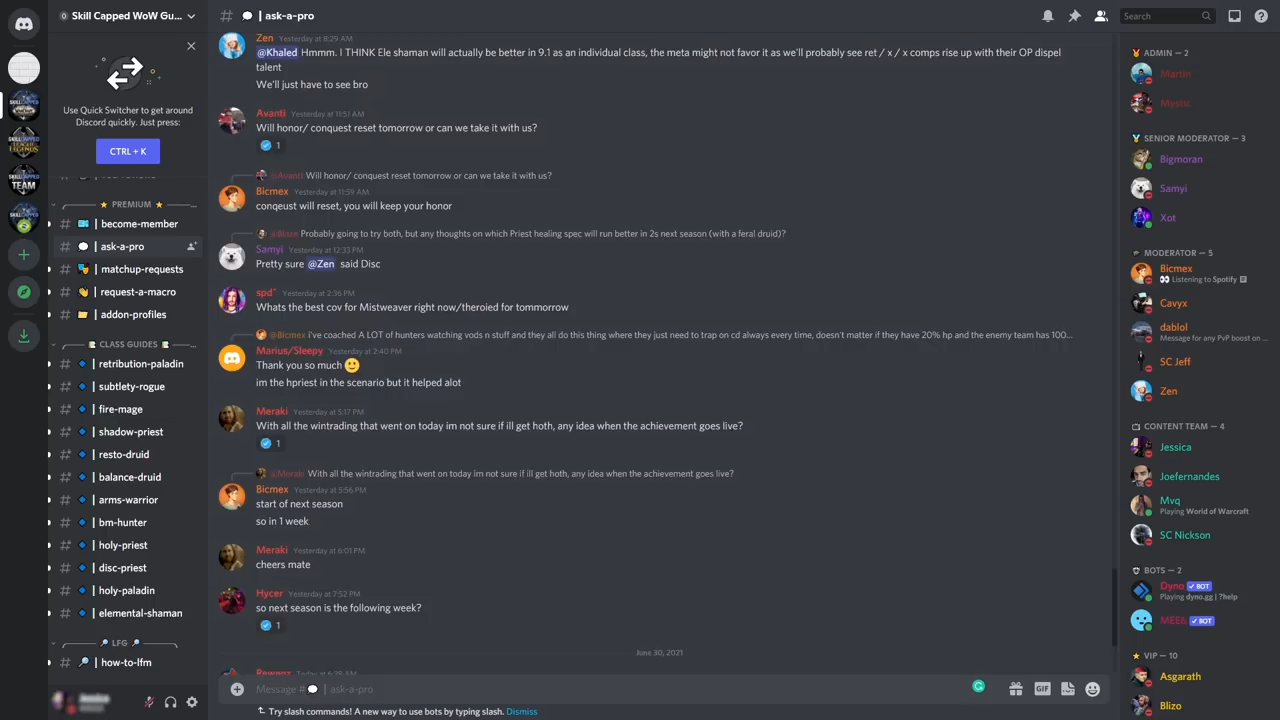 Skill Capped WoW Gu...
Use Quick Switcher to get around
Discord quickly. Just press:
CTRL + K
PREMIUM
# | become-member
# | ask-a-pro
# | matchup-requests
# | request-a-macro
# | addon-profiles
CLASS GUIDES
# | retribution-paladin
# | subtlety-rogue
# | fire-mage
# | shadow-priest
# | resto-druid
# | balance-druid
# | arms-warrior
# | bm-hunter
# | holy-priest
# | disc-priest
# | holy-paladin
# | elemental-shaman
LFG
# | how-to-lfm
SKILLCAPPED
SKILLCAPPED
LEAGUE LEGENDS
SKILLCAPPED
TEAM
# | ask-a-pro
Zen Yesterday at 8:29 AM
@Khaled Hmmm. I THINK Ele shaman will actually be better in 9.1 as an individual class, the meta might not favor it as we'll probably see ret / x / x comps rise up with their OP dispel
talent
We'll just have to see bro
Avanti Yesterday at 11:51 AM
Will honor/ conquest reset tomorrow or can we take it with us?
1
@Avanti Will honor/ conquest reset tomorrow or can we take it with us?
Bicmex Yesterday at 11:59 AM
conqeust will reset, you will keep your honor
Probably going to try both, but any thoughts on which Priest healing spec will run better in 2s next season (with a feral druid)?
Samyi Yesterday at 12:33 PM
Pretty sure @Zen said Disc
spd" Yesterday at 2:36 PM
Whats the best cov for Mistweaver right now/theroied for tommorrow
@Bicmex i've coached A LOT of hunters watching vods n stuff and they all do this thing where they just need to trap on cd always every time, doesn't matter if they have 20% hp and the enemy team has 100...
Marius/Sleepy Yesterday at 2:40 PM
Thank you so much
im the hpriest in the scenario but it helped alot
Meraki Yesterday at 5:17 PM
With all the wintrading that went on today im not sure if ill get hoth, any idea when the achievement goes live?
1
@Meraki With all the wintrading that went on today im not sure if ill get hoth, any idea when the achievement goes live?
Bicmex Yesterday at 5:56 PM
start of next season
so in 1 week
Meraki Yesterday at 6:01 PM
cheers mate
Hycer Yesterday at 7:52 PM
so next season is the following week?
1
June 30, 2021
Message # | ask-a-pro
GIF
Try slash commands! A new way to use bots by typing slash. Dismiss
Search
ADMIN — 2
Martin
Mystic
SENIOR MODERATOR — 3
Bigmoran
Samyi
Xot
MODERATOR — 5
Bicmex
Listening to Spotify
Cavyx
dablol
Message for any PvP boost on ...
SC Jeff
Zen
CONTENT TEAM — 4
Jessica
Joefernandes
Mvq
Playing World of Warcraft
SC Nickson
BOTS — 2
Dyno BOT
Playing dyno.gg | ?help
MEE6 BOT
VIP — 10
Asgarath
Blizo